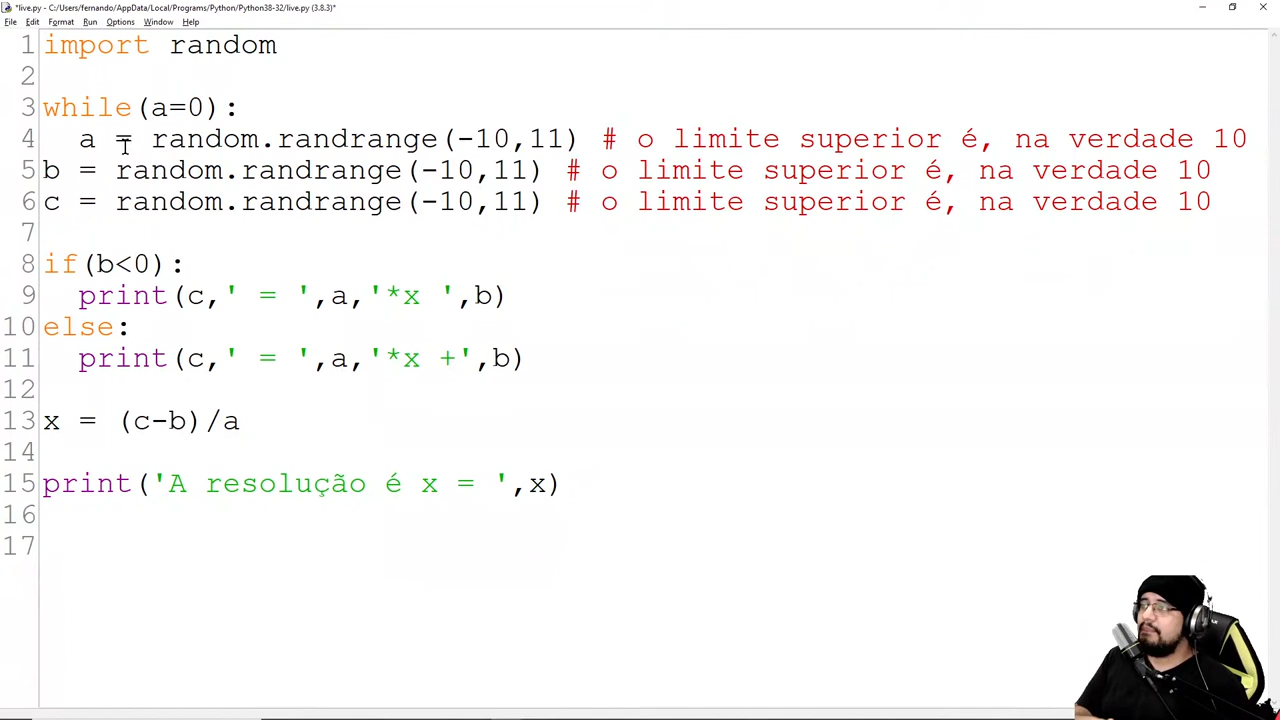 *live.py - C:/Users/fernando/AppData/Local/Programs/Python/Python38-32/live.py (3.8.3)*
File Edit Format Run Options Window Help
1 import random
2
3 while(a=0):
4   a = random.randrange(-10,11) # o limite superior é, na verdade 10
5 b = random.randrange(-10,11) # o limite superior é, na verdade 10
6 c = random.randrange(-10,11) # o limite superior é, na verdade 10
7
8 if(b<0):
9   print(c,' = ',a,'*x ',b)
10 else:
11   print(c,' = ',a,'*x +',b)
12
13 x = (c-b)/a
14
15 print('A resolução é x = ',x)
16
17